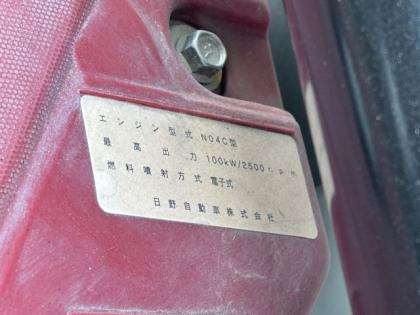 エンジン型式 N04C型
最高出力 100kW/2500r.p.m
燃料噴射方式 電子式
日野自動車株式会社